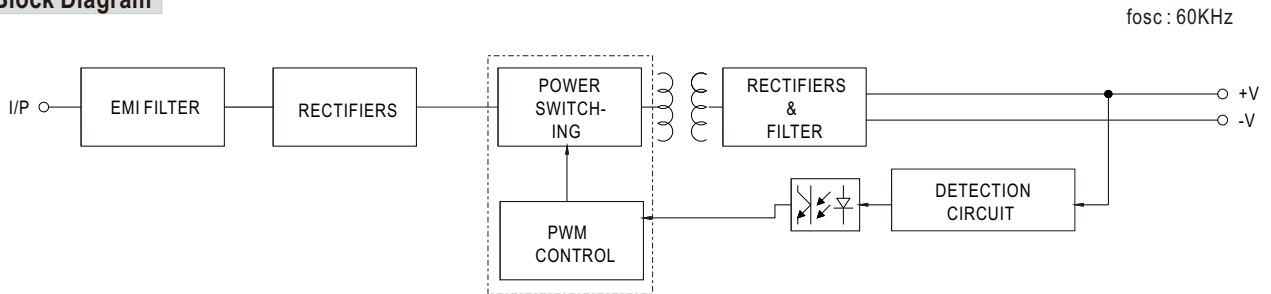 Block Diagram
fosc : 60KHz
I/P
EMI FILTER
RECTIFIERS
POWER
SWITCH-
ING
RECTIFIERS
&
FILTER
+V
-V
DETECTION
CIRCUIT
PWM
CONTROL